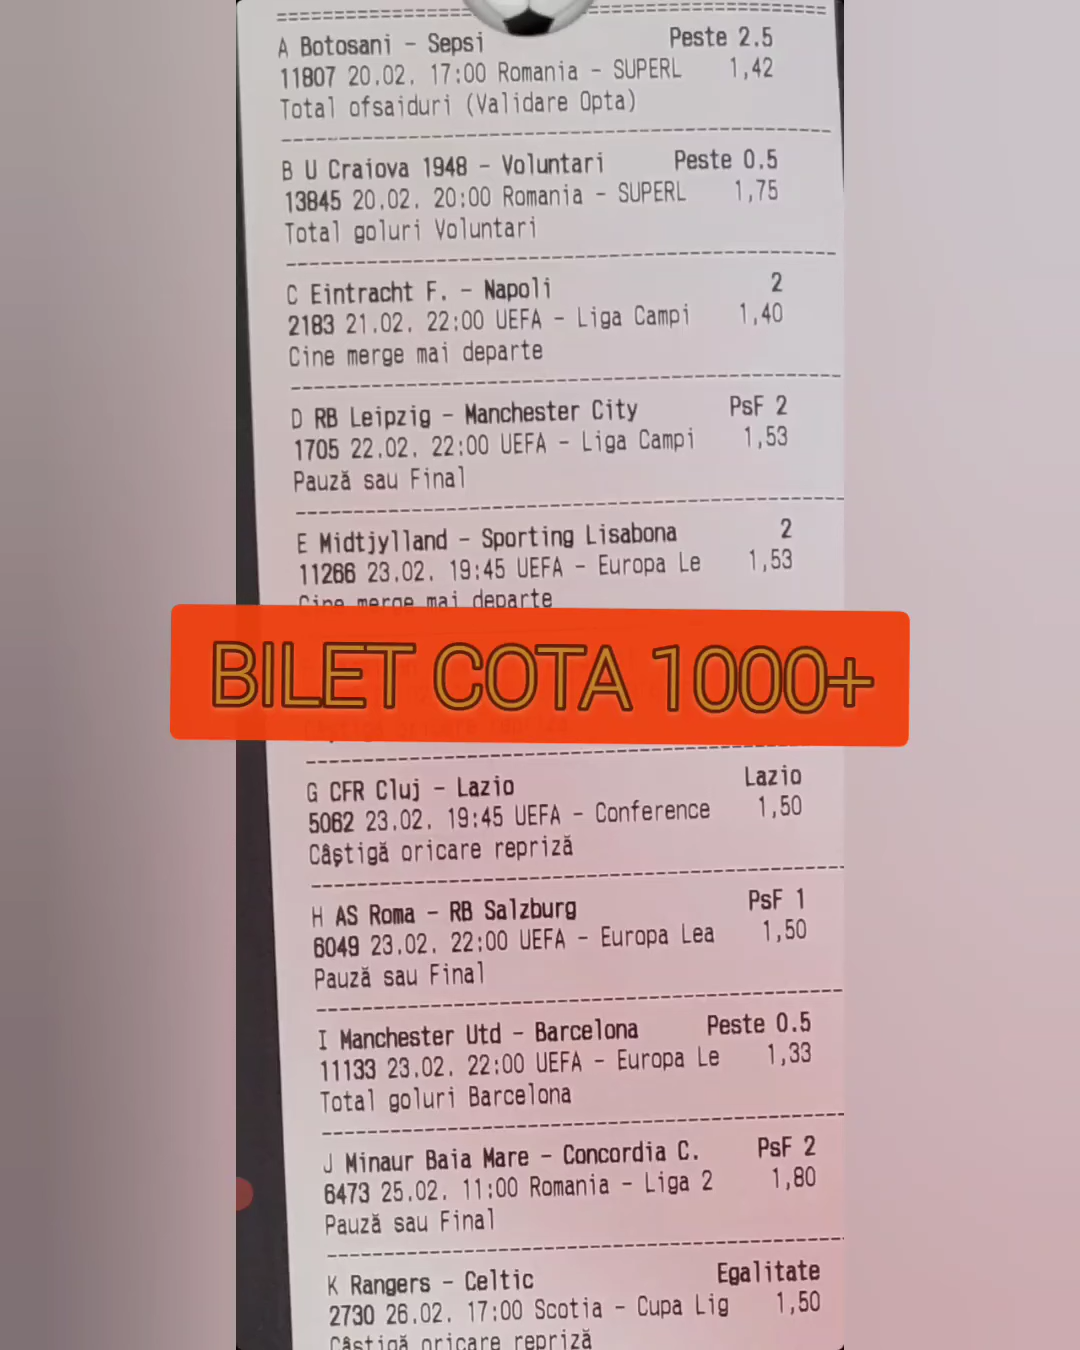 A Botosani - Sepsi Peste 2.5
11807 20.02. 17:00 Romania - SUPERL 1,42
Total ofsaiduri (Validare Opta)
B U Craiova 1948 - Voluntari Peste 0.5
13845 20.02. 20:00 Romania - SUPERL 1,75
Total goluri Voluntari
C Eintracht F. - Napoli 2
2183 21.02. 22:00 UEFA - Liga Campi 1,40
Cine merge mai departe
D RB Leipzig - Manchester City PsF 2
1705 22.02. 22:00 UEFA - Liga Campi 1,53
Pauză sau Final
E Midtjylland - Sporting Lisabona 2
11266 23.02. 19:45 UEFA - Europa Le 1,53
Cine merge mai departe
BILET COTA 1000+
Câștigă oricare repriză
G CFR Cluj - Lazio Lazio
5062 23.02. 19:45 UEFA - Conference 1,50
Câștigă oricare repriză
H AS Roma - RB Salzburg PsF 1
6049 23.02. 22:00 UEFA - Europa Lea 1,50
Pauză sau Final
I Manchester Utd - Barcelona Peste 0.5
11133 23.02. 22:00 UEFA - Europa Le 1,33
Total goluri Barcelona
J Minaur Baia Mare - Concordia C. PsF 2
6473 25.02. 11:00 Romania - Liga 2 1,80
Pauză sau Final
K Rangers - Celtic Egalitate
2730 26.02. 17:00 Scotia - Cupa Lig 1,50
Câștigă oricare repriză